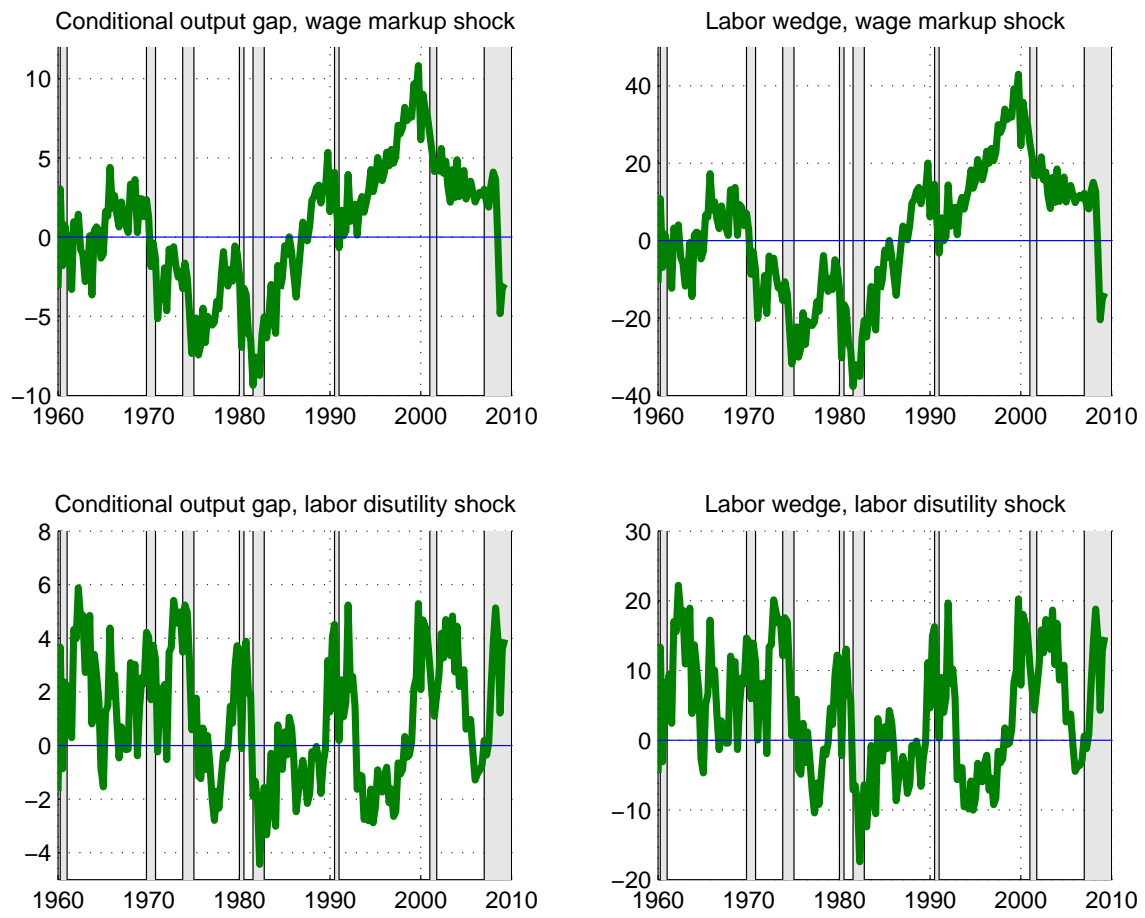 Conditional output gap, wage markup shock
10
5
0
−5
−10
1960 1970 1980 1990 2000 2010
Labor wedge, wage markup shock
40
20
0
−20
−40
1960 1970 1980 1990 2000 2010
Conditional output gap, labor disutility shock
8
6
4
2
0
−2
−4
1960 1970 1980 1990 2000 2010
Labor wedge, labor disutility shock
30
20
10
0
−10
−20
1960 1970 1980 1990 2000 2010